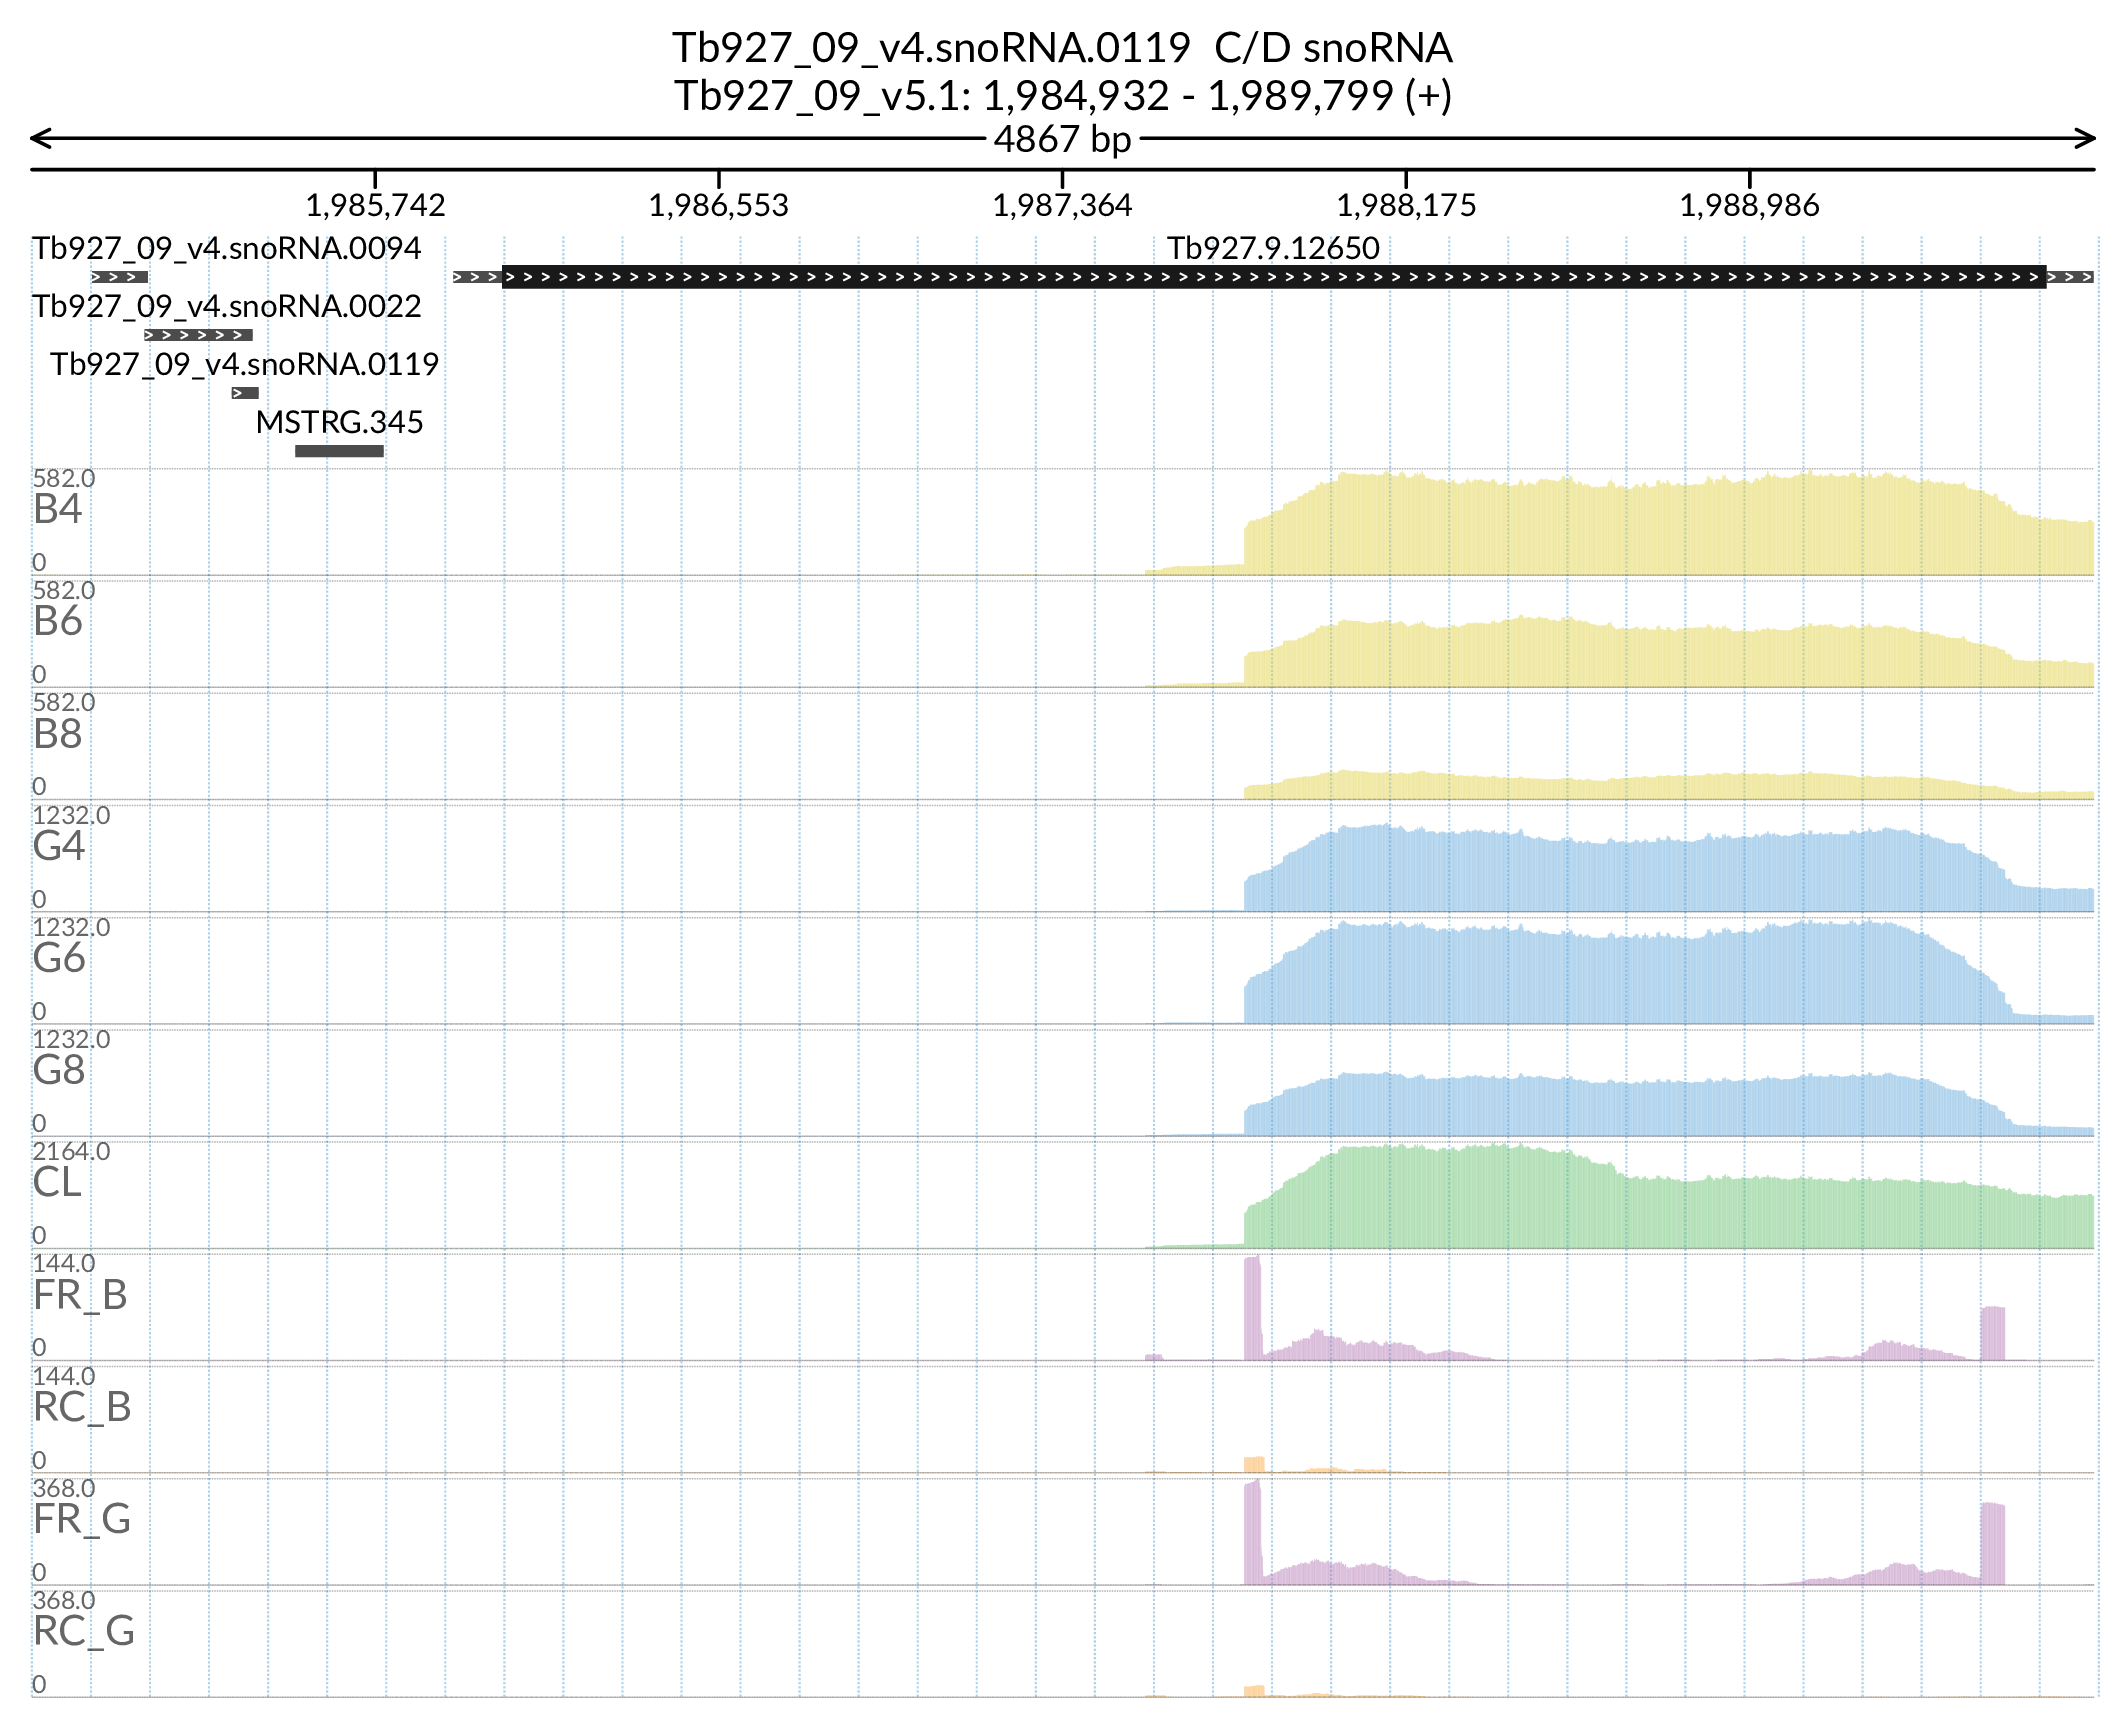 Tb927_09_v4.snoRNA.0119 C/D snoRNA
Tb927_09_v5.1: 1,984,932 - 1,989,799 (+)
4867 bp
1,985,742 1,986,553 1,987,364 1,988,175 1,988,986
Tb927_09_v4.snoRNA.0094 Tb927.9.12650
Tb927_09_v4.snoRNA.0022
Tb927_09_v4.snoRNA.0119
MSTRG.345
582.0
B4
0
582.0
B6
0
582.0
B8
0
1232.0
G4
0
1232.0
G6
0
1232.0
G8
0
2164.0
CL
0
144.0
FR_B
0
144.0
RC_B
0
368.0
FR_G
0
368.0
RC_G
0